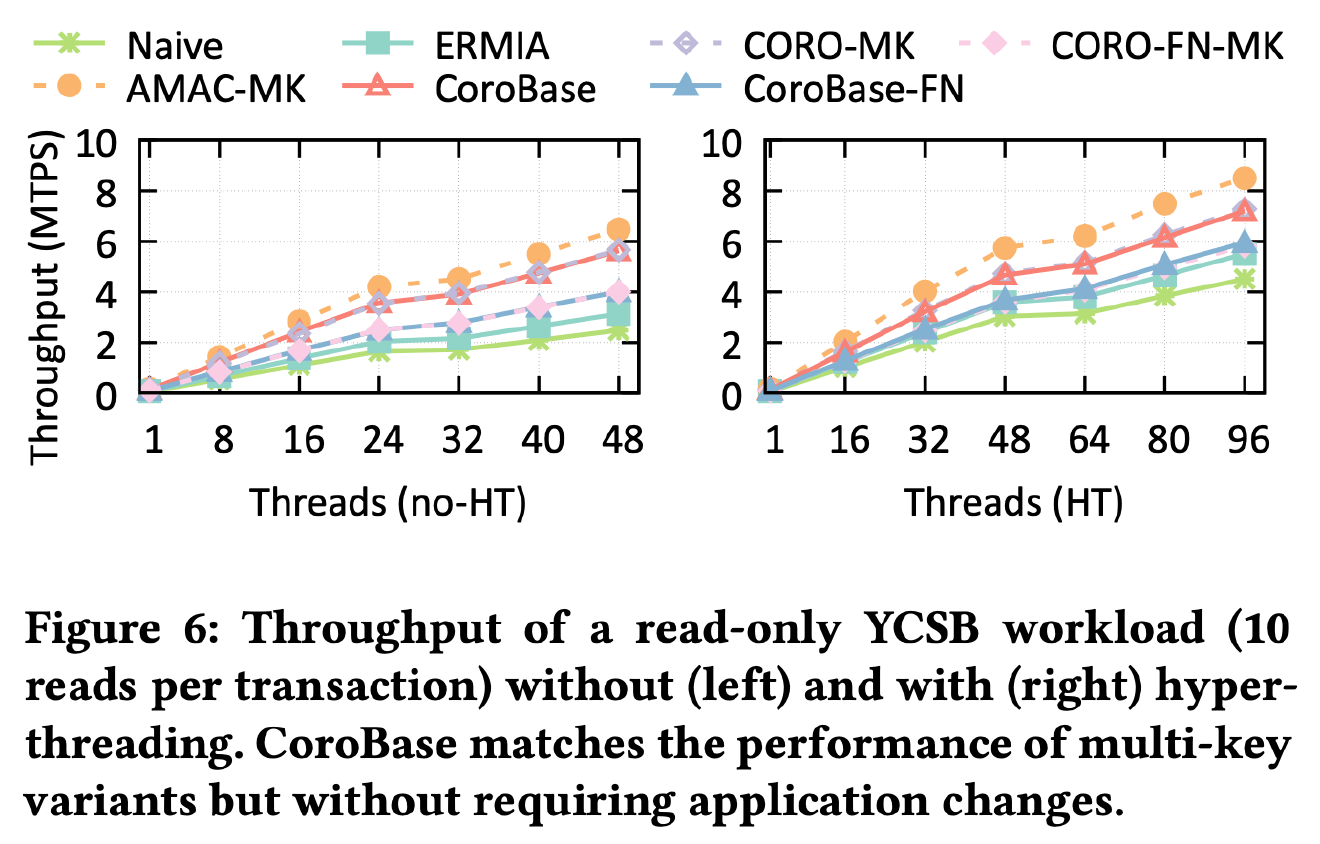 Naive ERMIA CORO-MK CORO-FN-MK
AMAC-MK CoroBase CoroBase-FN
Throughput (MTPS)
10
8
6
4
2
0
1 8 16 24 32 40 48
Threads (no-HT)
10
8
6
4
2
0
1 16 32 48 64 80 96
Threads (HT)
Figure 6: Throughput of a read-only YCSB workload (10
reads per transaction) without (left) and with (right) hyper-
threading. CoroBase matches the performance of multi-key
variants but without requiring application changes.